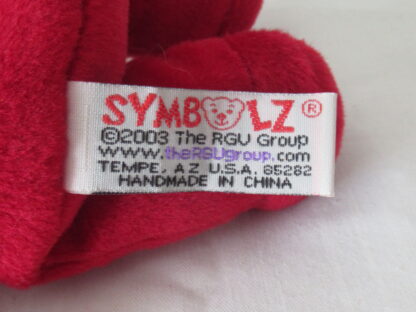 SYMBOLZ®
©2003 The RGU Group
www.theRGUgroup.com
TEMPE, AZ U.S.A. 85282
HANDMADE IN CHINA